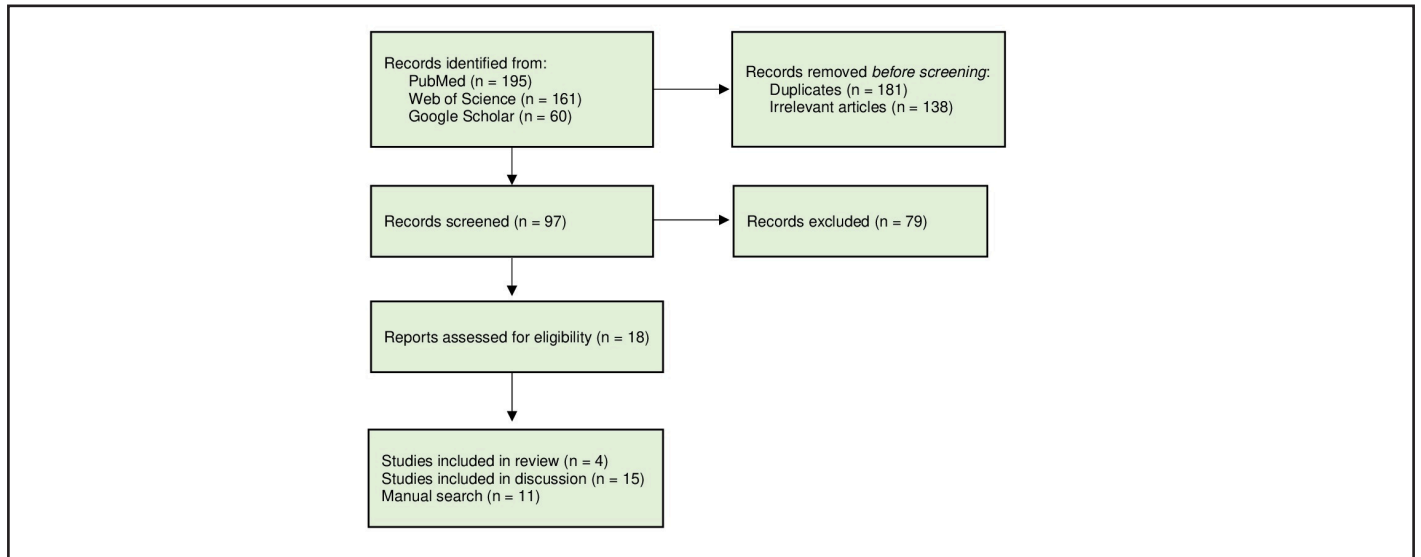 Records identified from:
PubMed (n = 195)
Web of Science (n = 161)
Google Scholar (n = 60)
Records removed before screening:
Duplicates (n = 181)
Irrelevant articles (n = 138)
Records screened (n = 97)
Records excluded (n = 79)
Reports assessed for eligibility (n = 18)
Studies included in review (n = 4)
Studies included in discussion (n = 15)
Manual search (n = 11)